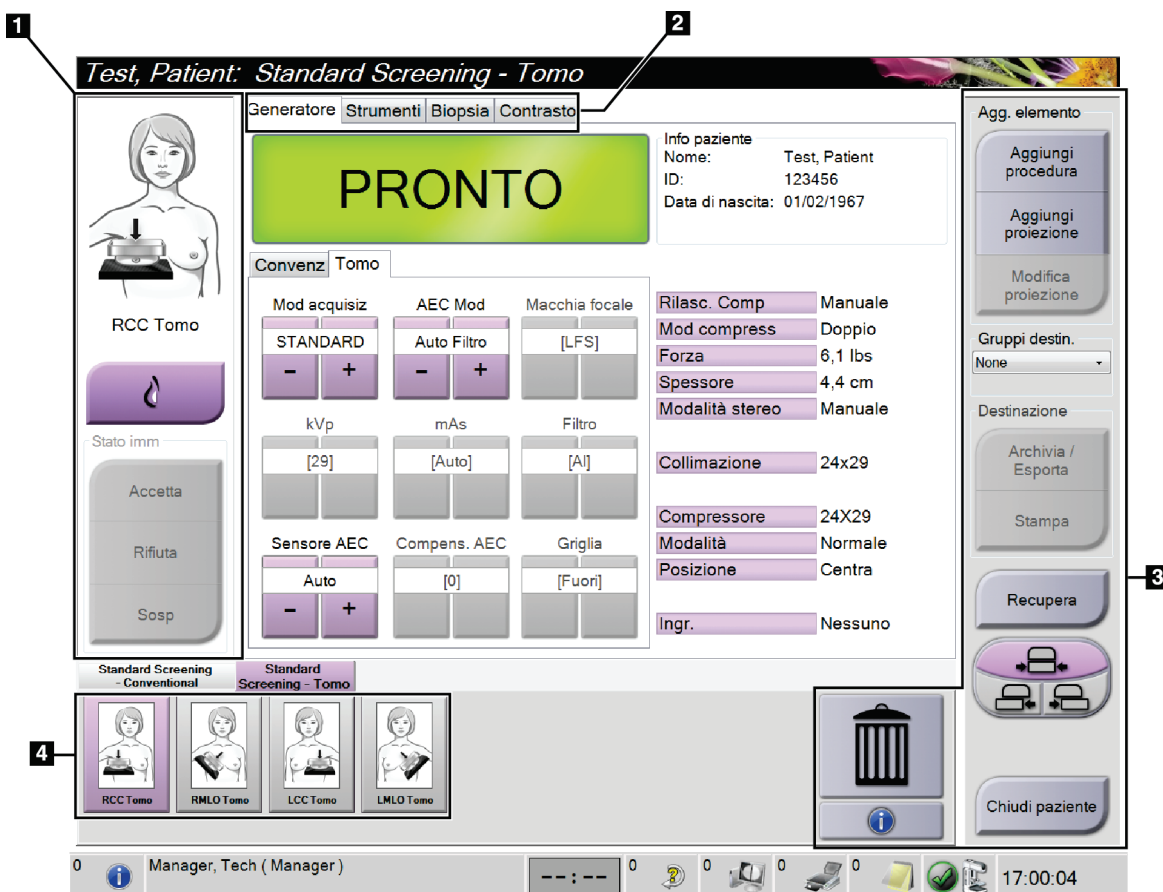 1
2
Test, Patient: Standard Screening - Tomo
Generatore Strumenti Biopsia Contrasto
PRONTO
Info paziente
Nome: Test, Patient
ID: 123456
Data di nascita: 01/02/1967
RCC Tomo
Stato imm
Accetta
Rifiuta
Sosp
Convenz Tomo
Mod acquisiz AEC Mod Macchia focale
STANDARD Auto Filtro [LFS]
- + - +
kVp mAs Filtro
[29] [Auto] [Al]
Sensore AEC Compens. AEC Griglia
Auto [0] [Fuori]
- +
Rilasc. Comp Manuale
Mod compress Doppio
Forza 6,1 lbs
Spessore 4,4 cm
Modalità stereo Manuale
Collimazione 24x29
Compressore 24X29
Modalità Normale
Posizione Centra
Ingr. Nessuno
Agg. elemento
Aggiungi
procedura
Aggiungi
proiezione
Modifica
proiezione
Gruppi destin.
None
Destinazione
Archivia /
Esporta
Stampa
3
Recupera
Chiudi paziente
Standard Screening
- Conventional
Standard
Screening - Tomo
4
RCC Tomo RMLO Tomo LCC Tomo LMLO Tomo
0 Manager, Tech ( Manager ) --:-- 0 0 0 0 17:00:04